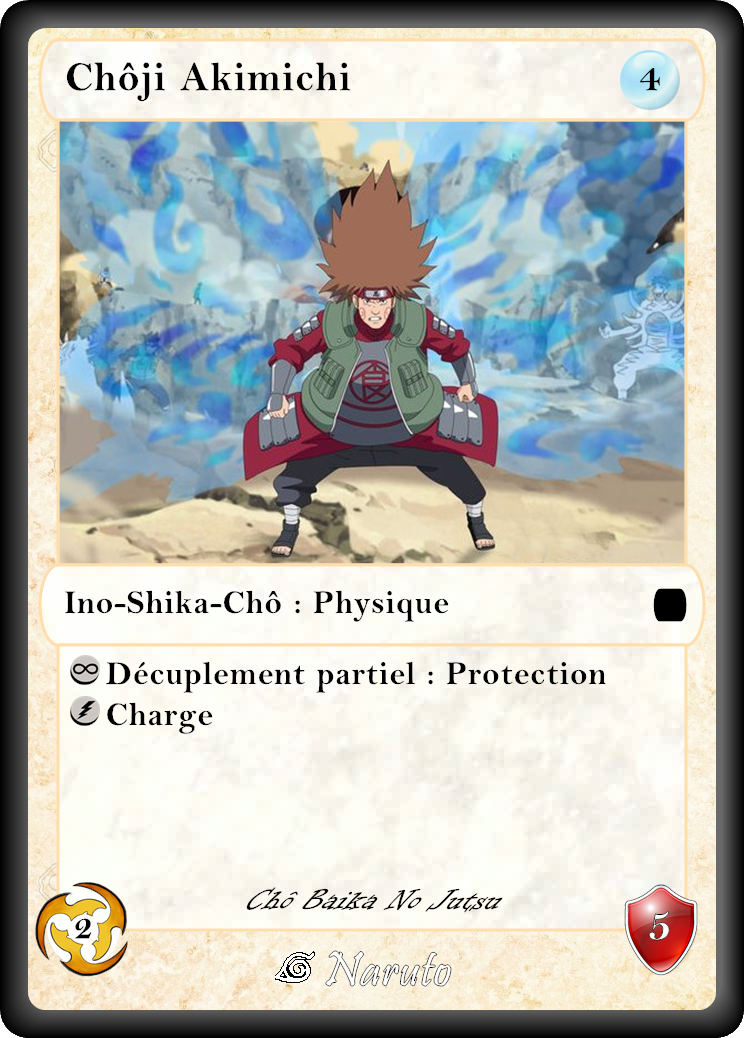 Chôji Akimichi
4
Ino-Shika-Chô : Physique
Décuplement partiel : Protection
Charge
Chô Baika No Jutsu
2
5
Naruto